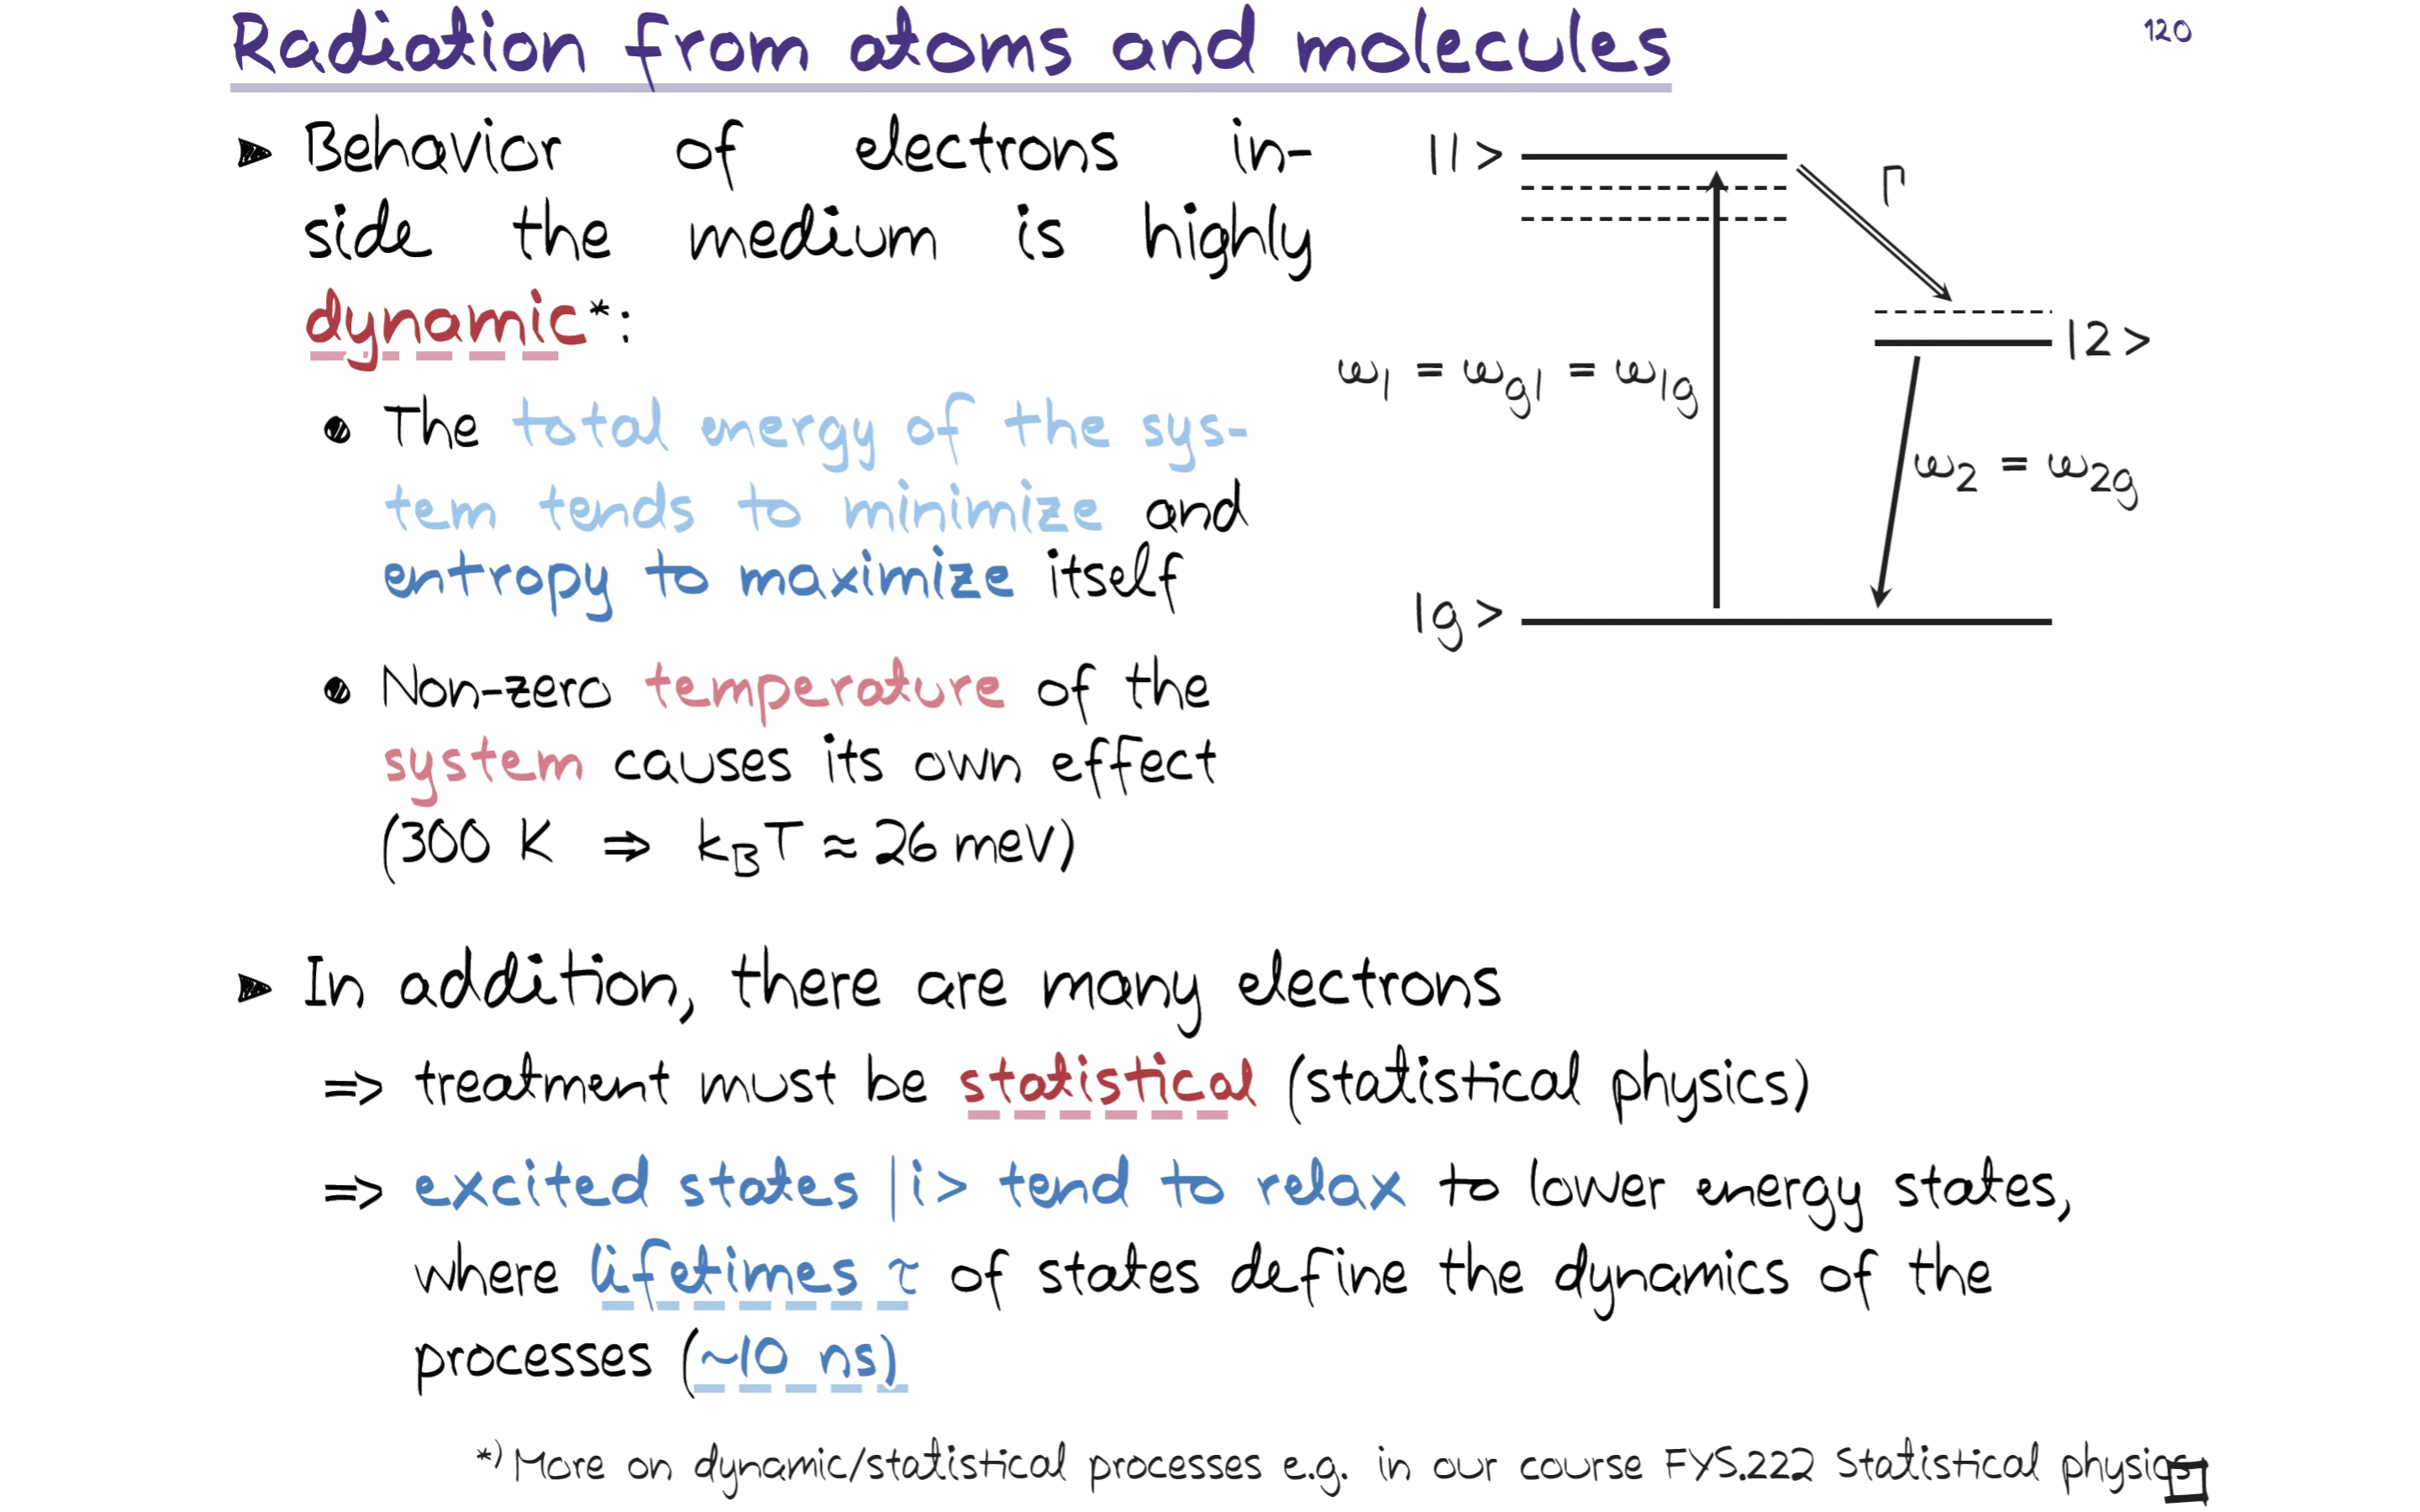 Radiation from atoms and molecules
120
▸ Behavior of electrons in-
side the medium is highly
dynamic*:
• The total energy of the sys-
tem tends to minimize and
entropy to maximize itself
• Non-zero temperature of the
system causes its own effect
(300 K ⇒ k_BT ≈ 26 meV)
|1>
Γ
|2>
ω₁ = ω_g1 = ω_1g
ω₂ = ω_2g
|g>
▸ In addition, there are many electrons
⇒ treatment must be statistical (statistical physics)
⇒ excited states |i> tend to relax to lower energy states,
where lifetimes τ of states define the dynamics of the
processes (~10 ns)
*) More on dynamic/statistical processes e.g. in our course FYS.222 Statistical physics